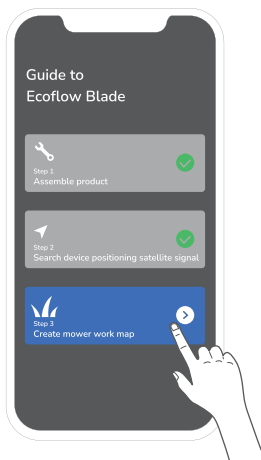 Guide to
Ecoflow Blade
Step 1
Assemble product
Step 2
Search device positioning satellite signal
Step 3
Create mower work map